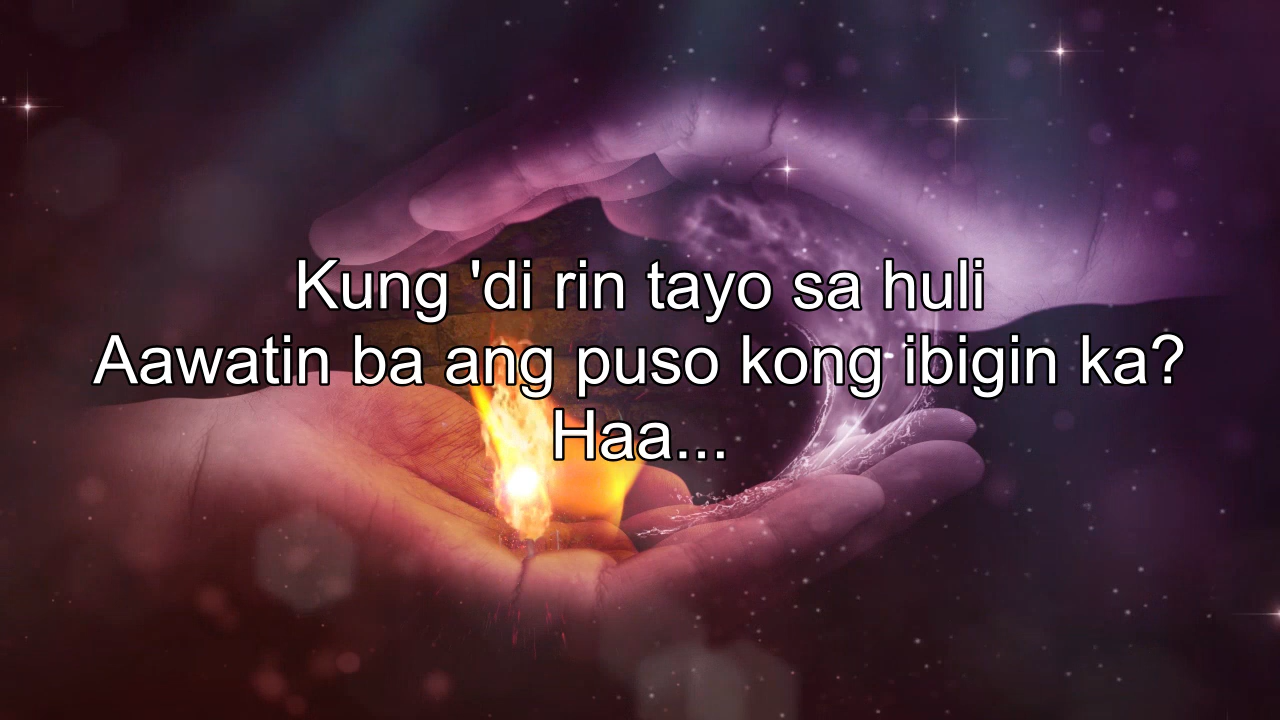 Kung 'di rin tayo sa huli
Aawatin ba ang puso kong ibigin ka?
Haa...